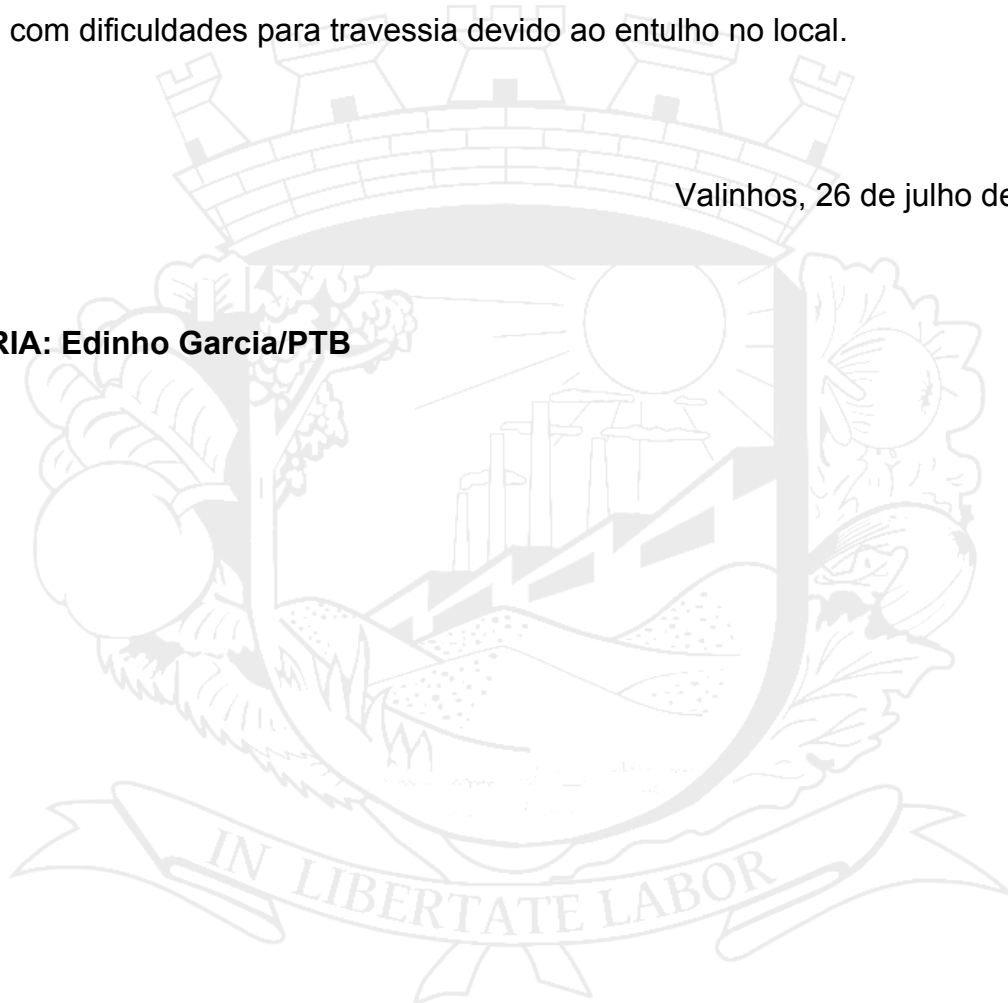 com dificuldades para travessia devido ao entulho no local.
Valinhos, 26 de julho de
RIA: Edinho Garcia/PTB
IN LIBERTATE LABOR